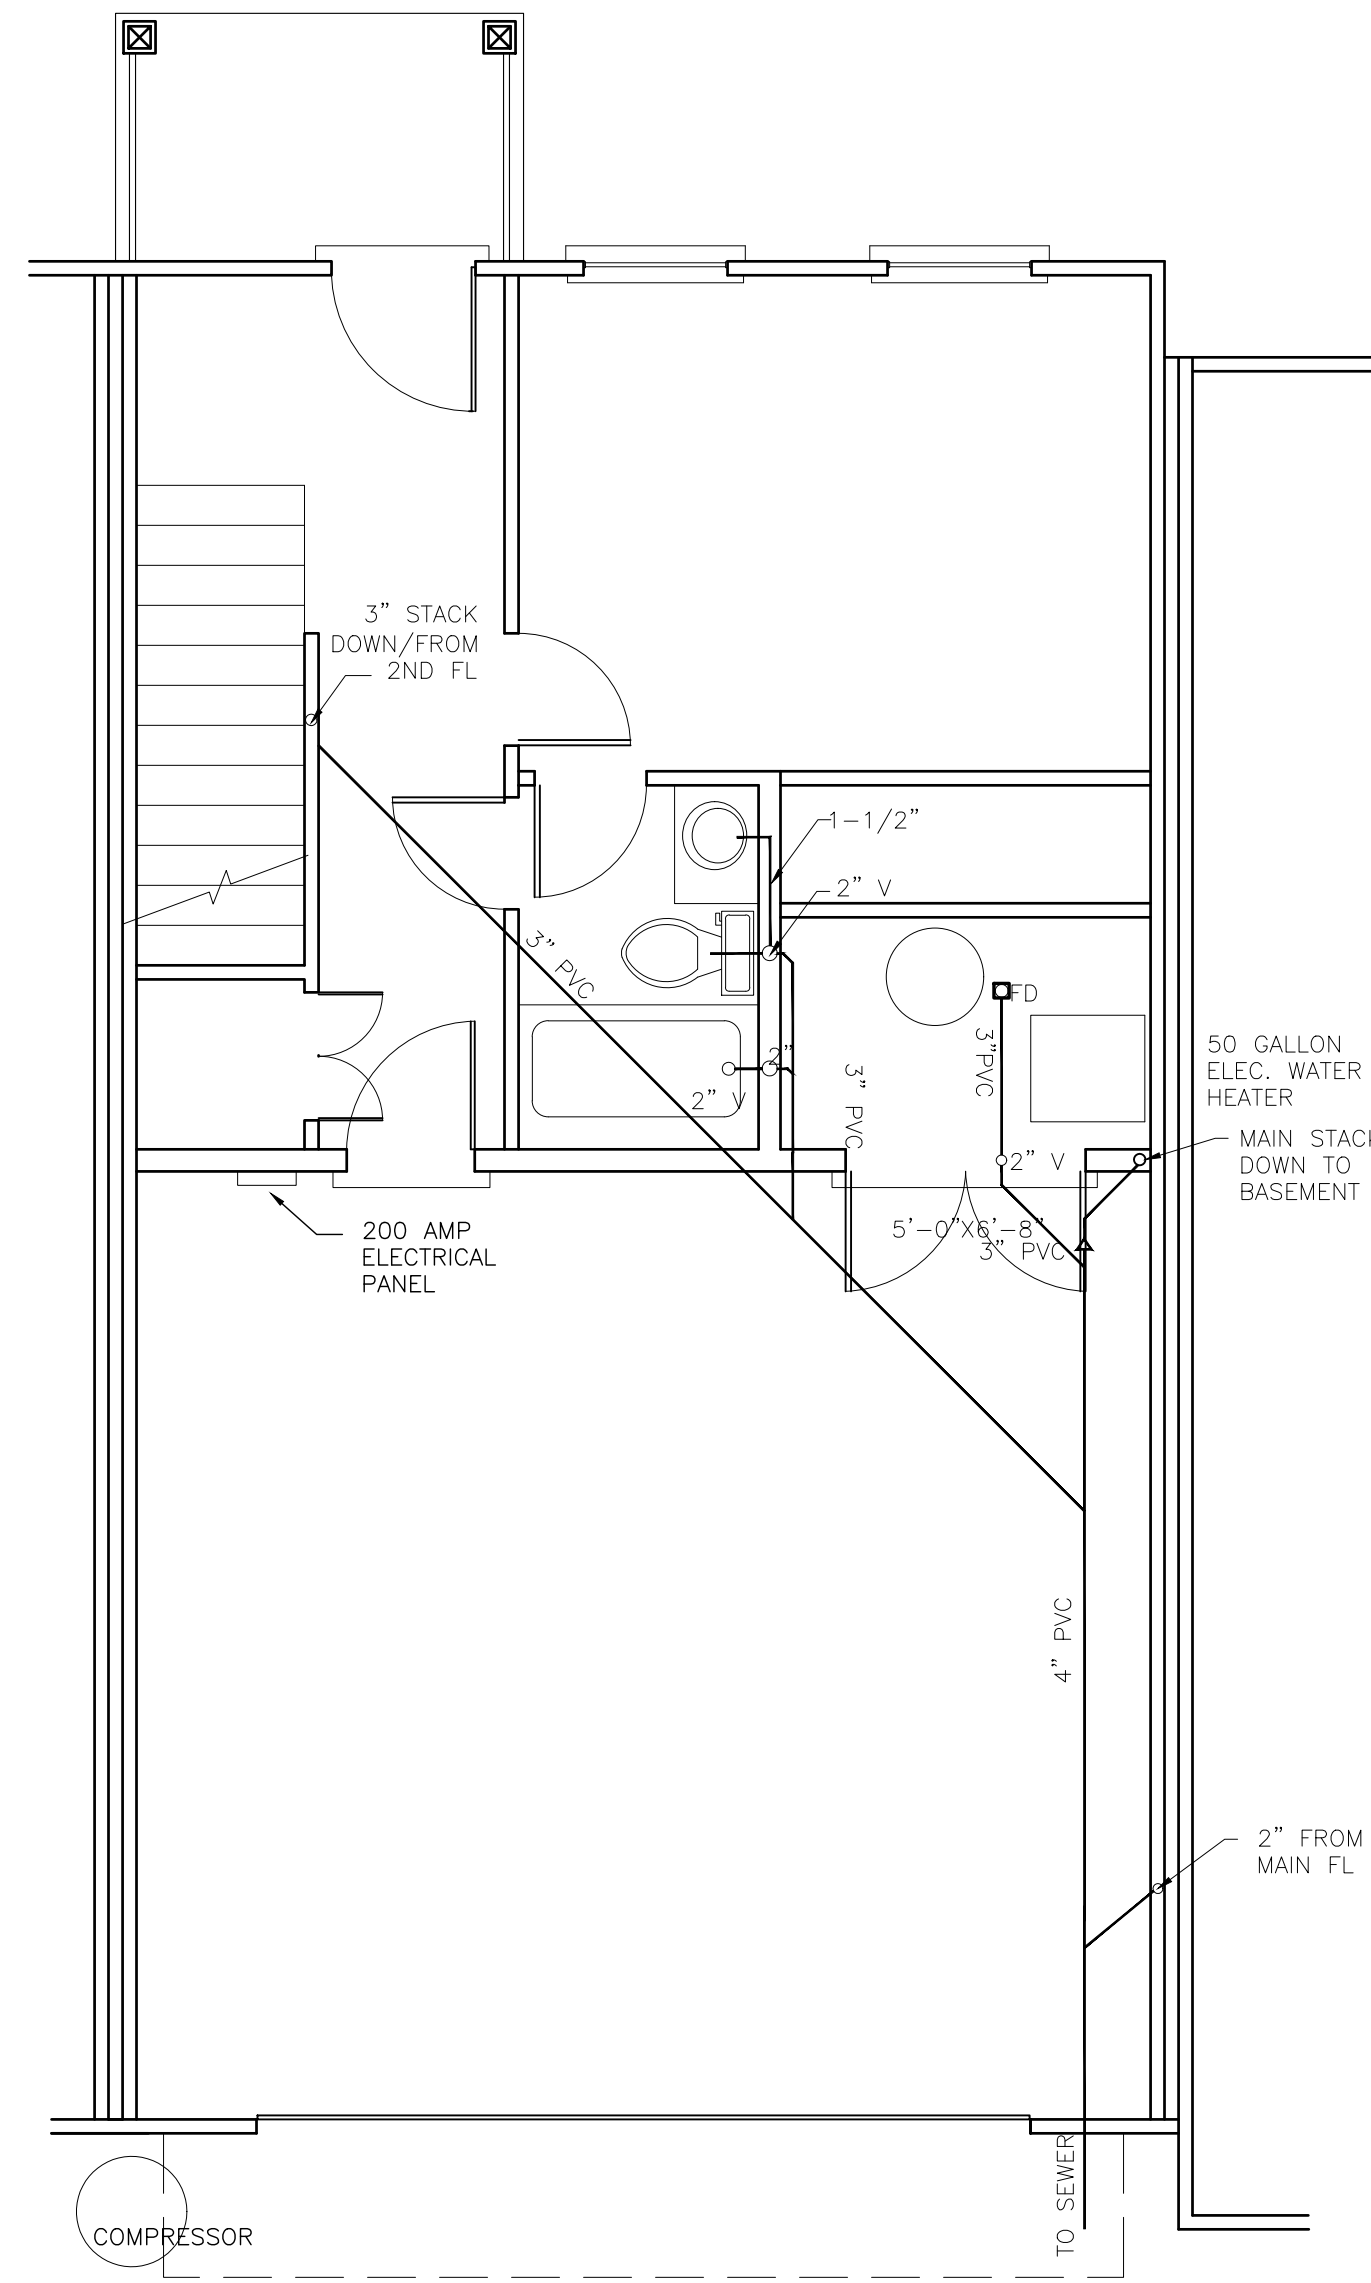 3" STACK
DOWN/FROM
2ND FL
1-1/2"
2" V
3" PVC
FD
3"PVC
2"
2" V
3" PVC
50 GALLON
ELEC. WATER
HEATER
MAIN STACK
DOWN TO
BASEMENT
2" V
200 AMP
ELECTRICAL
PANEL
5'-0"X6'-8"
3" PVC
4" PVC
2" FROM
MAIN FL
TO SEWER
COMPRESSOR